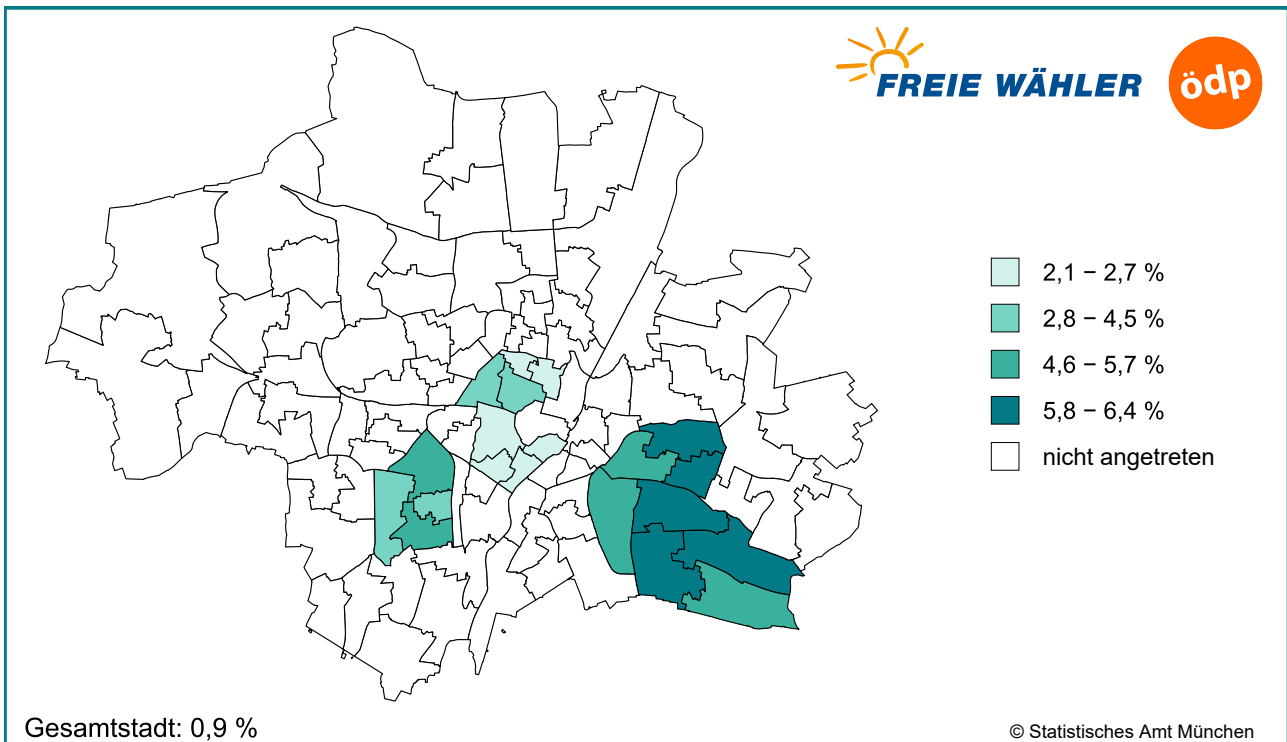 FREIE WÄHLER
ödp
2,1 − 2,7 %
2,8 − 4,5 %
4,6 − 5,7 %
5,8 − 6,4 %
nicht angetreten
Gesamtstadt: 0,9 %
© Statistisches Amt München